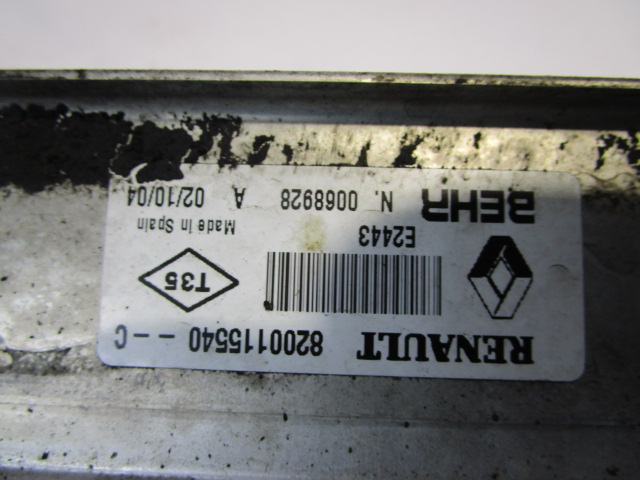 RENAULT 8200115540 -- C
E2443
T35
Made in Spain
BEHR N. 0068928 A 02/10/04